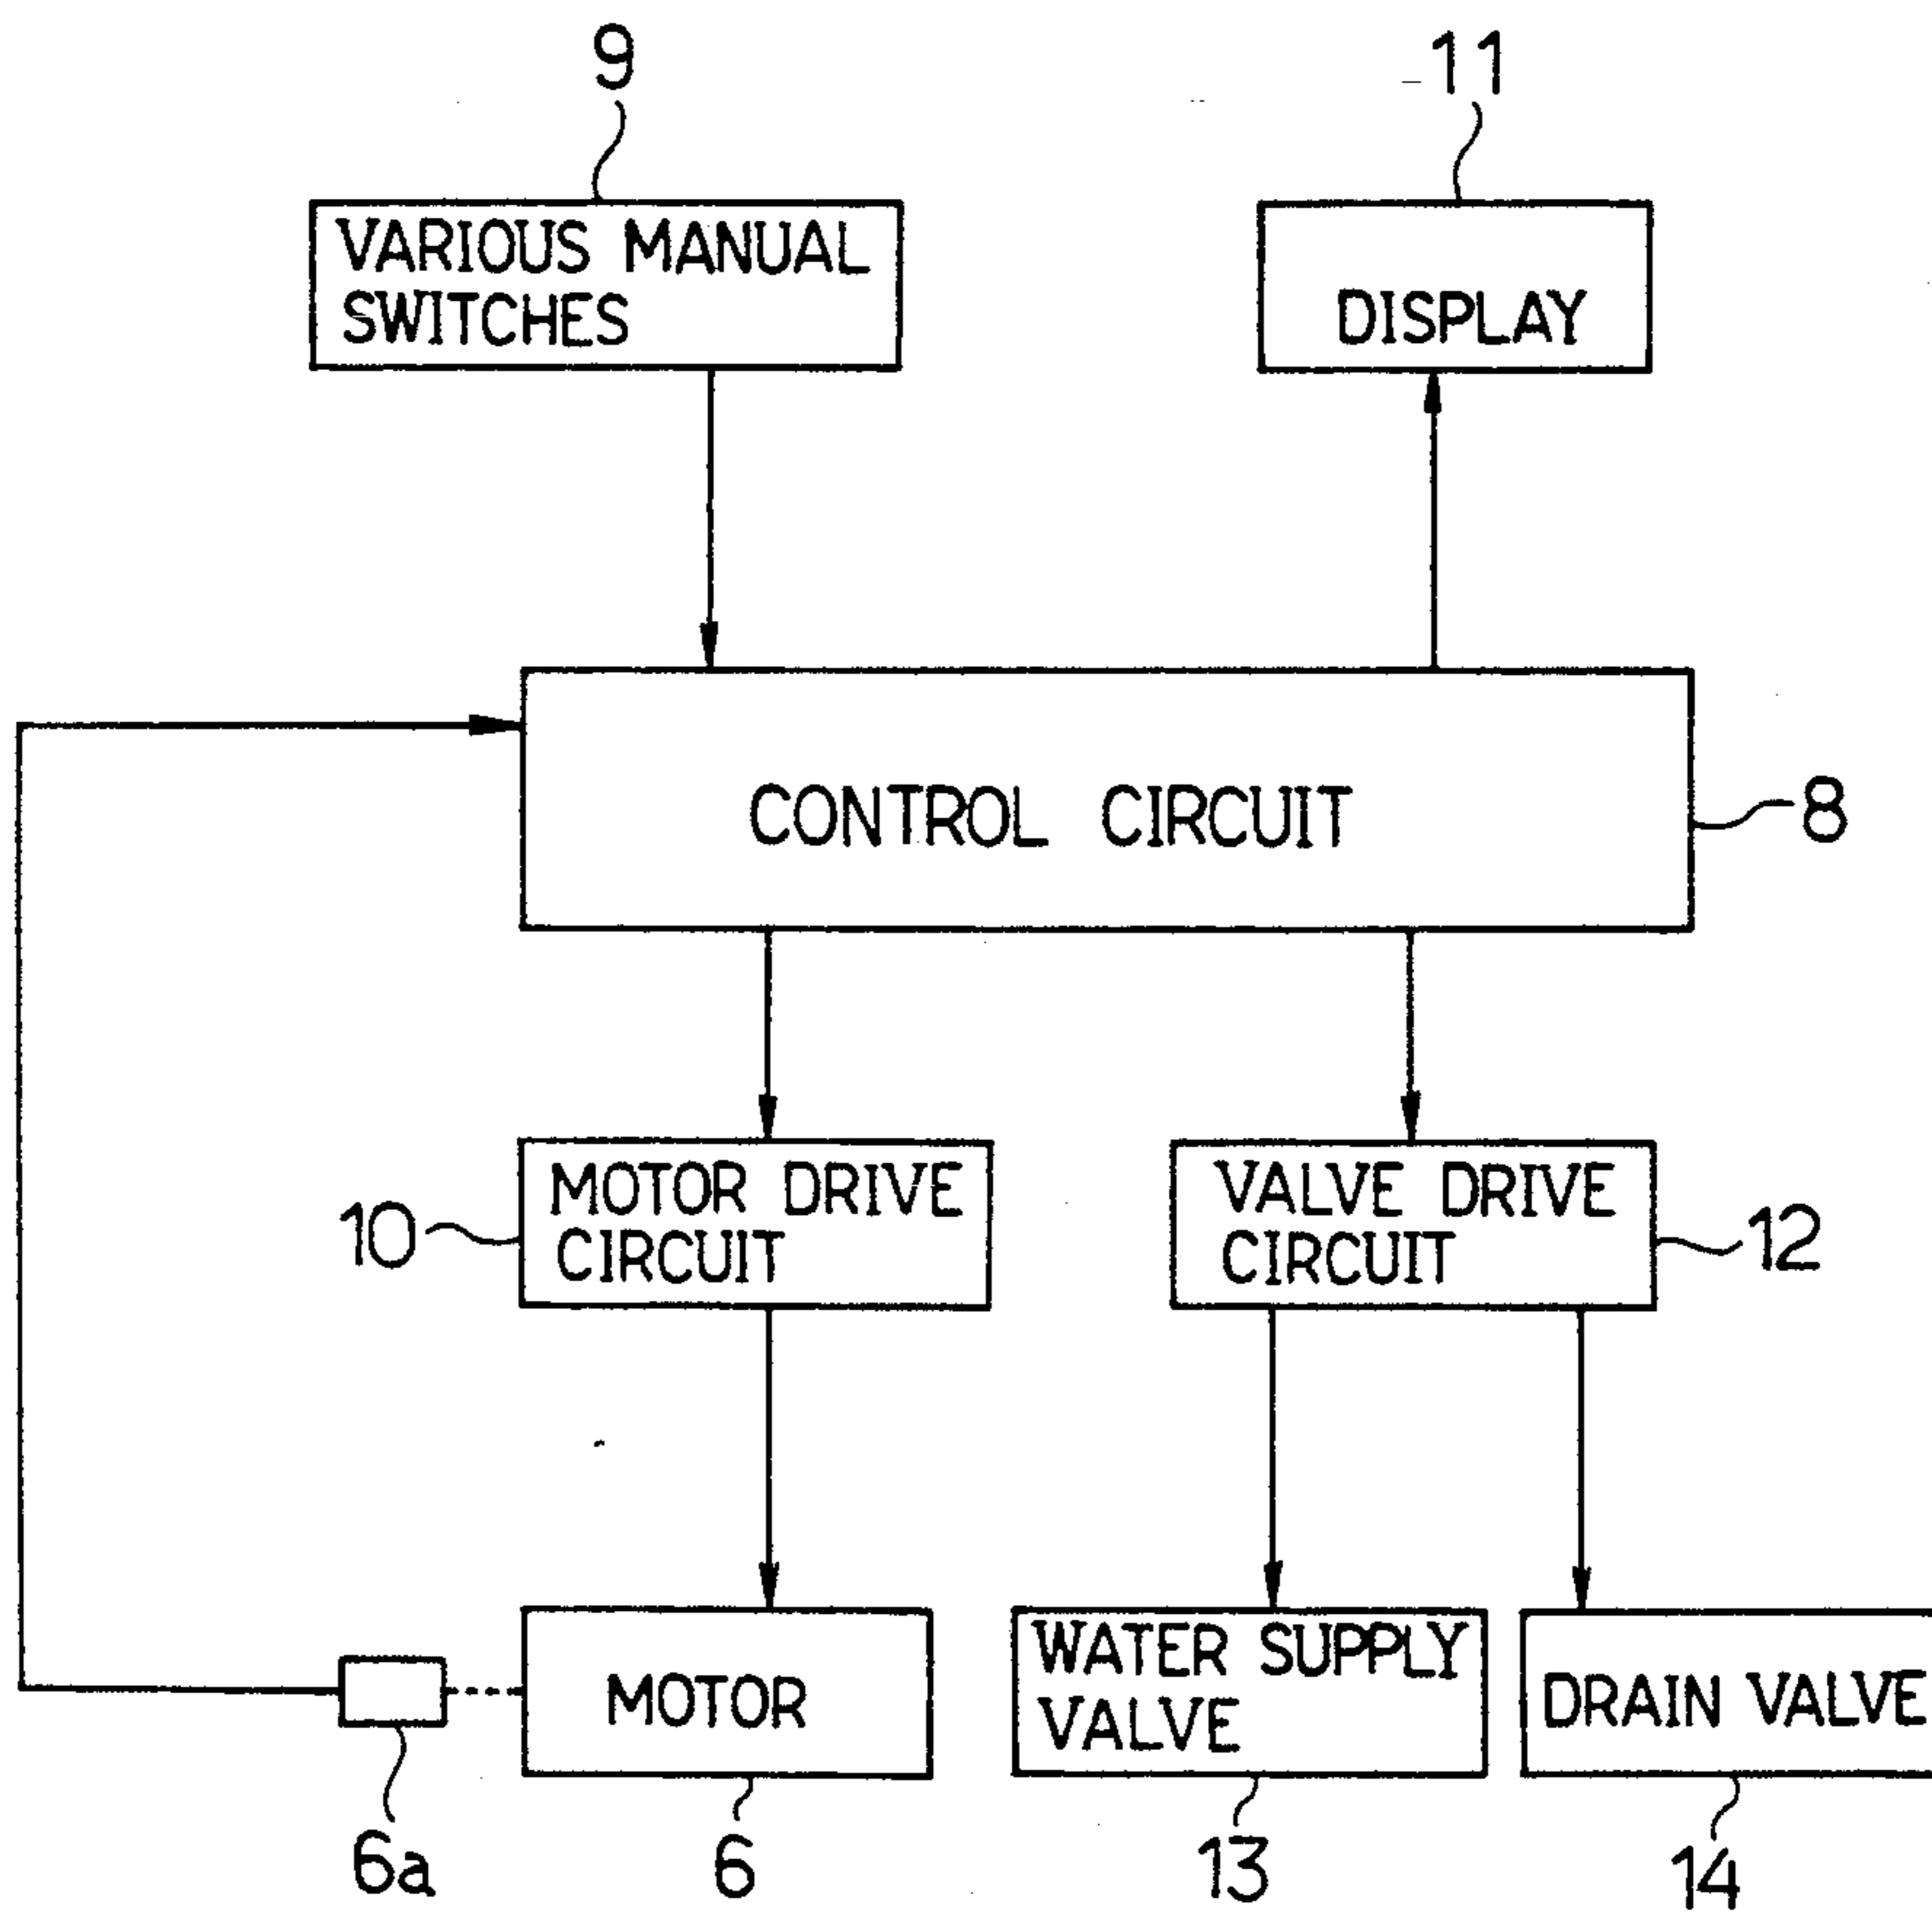 9
11
VARIOUS MANUAL
SWITCHES
DISPLAY
CONTROL CIRCUIT
8
MOTOR DRIVE
CIRCUIT
10
VALVE DRIVE
CIRCUIT
12
MOTOR
WATER SUPPLY
VALVE
DRAIN VALVE
6a
6
13
14